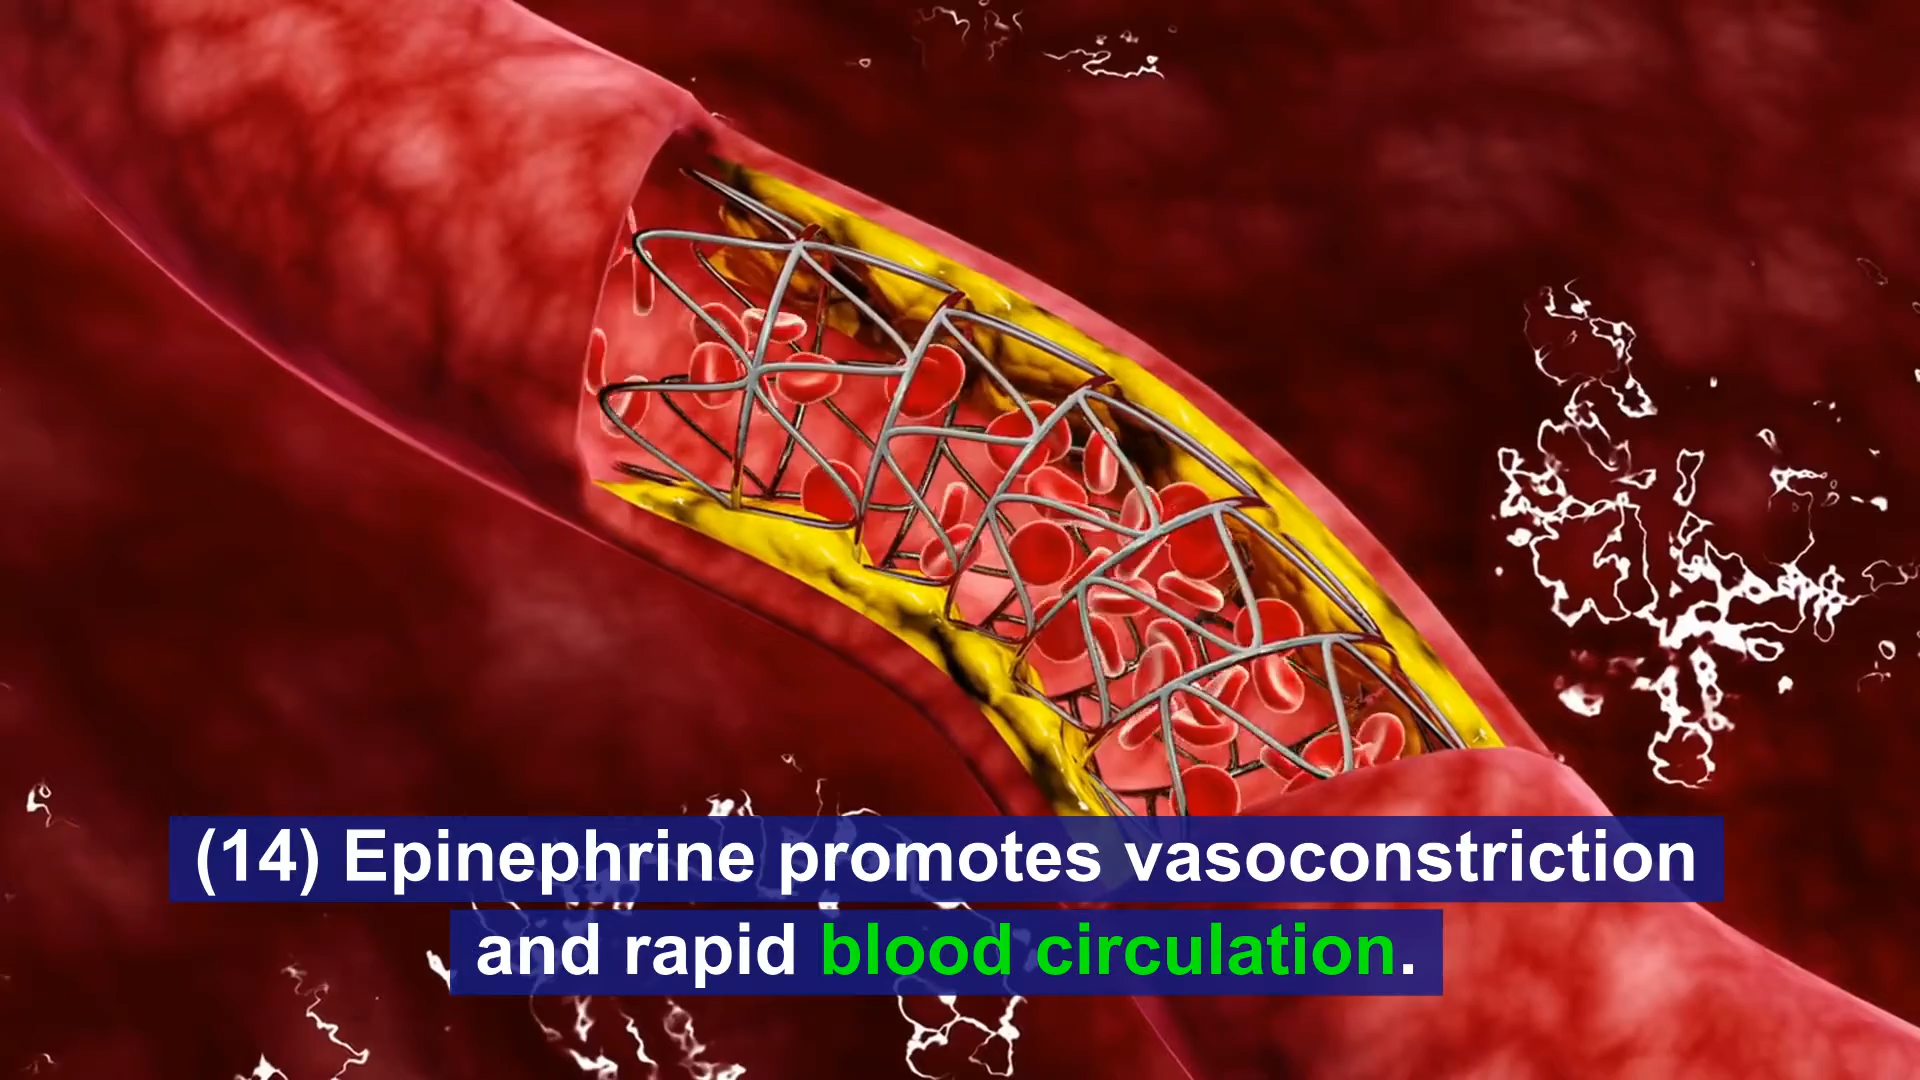 (14) Epinephrine promotes vasoconstriction
and rapid blood circulation.